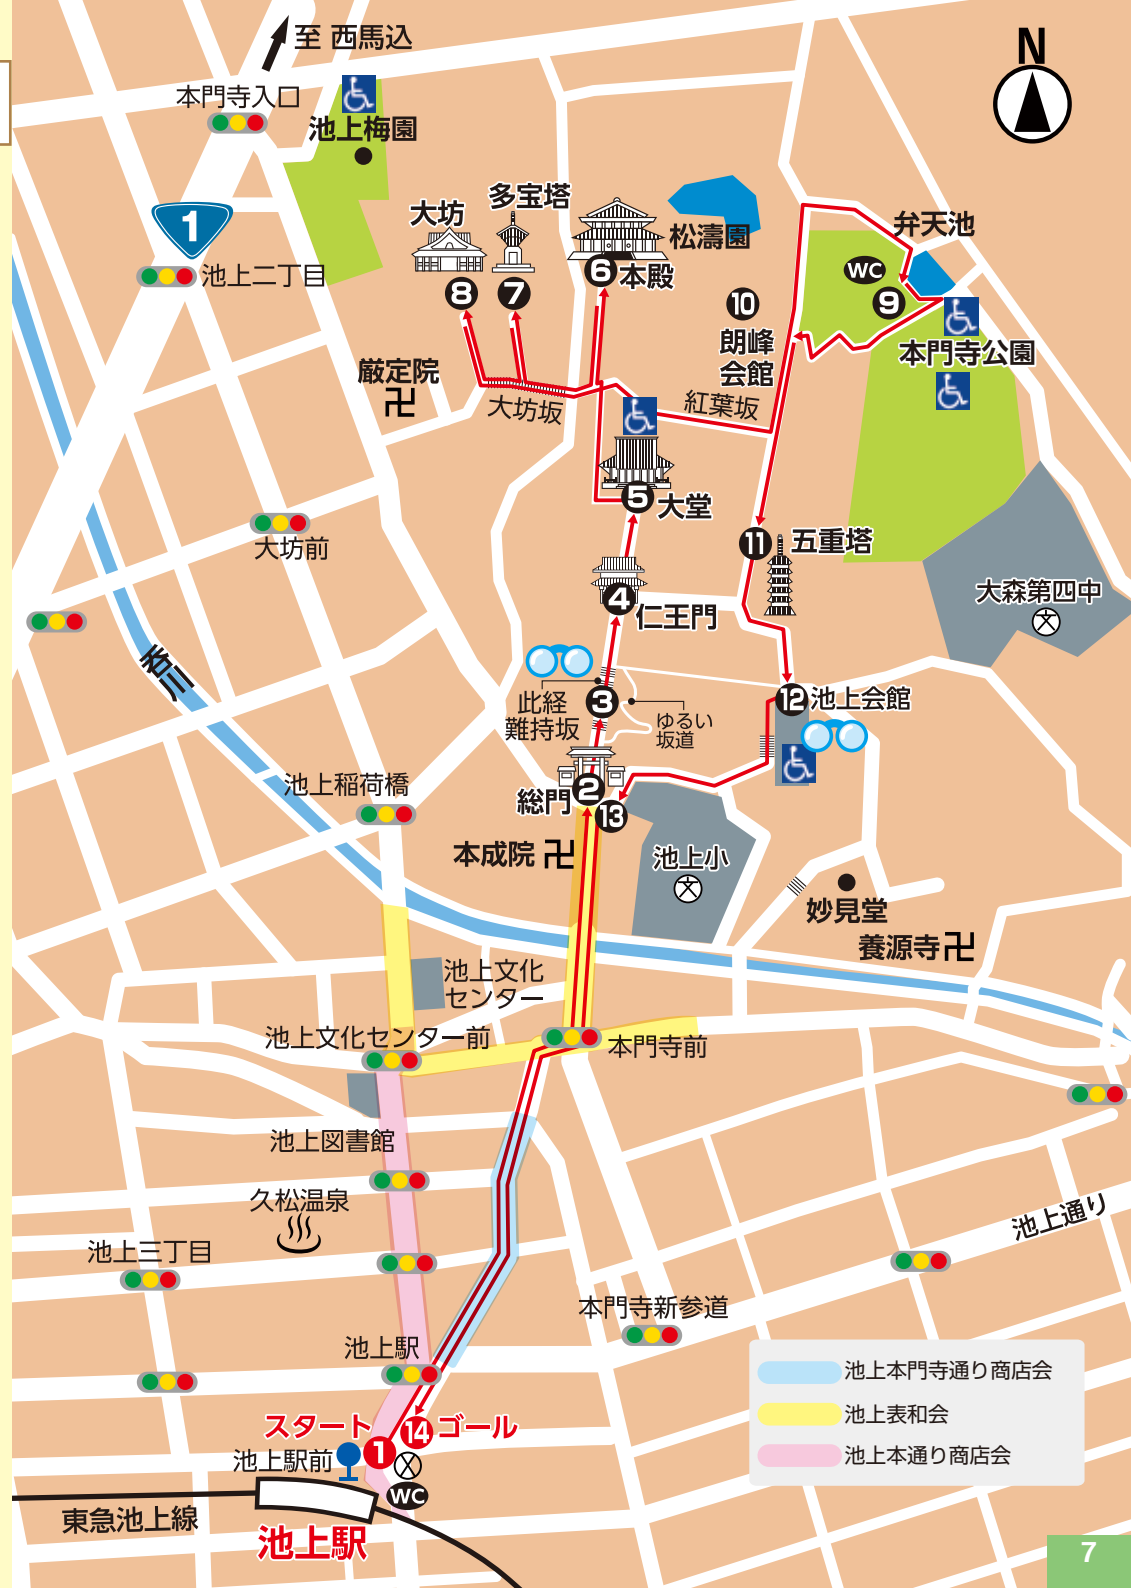 至 西馬込
N
本門寺入口
池上梅園
1
池上二丁目
大坊
多宝塔
松濤園
弁天池
WC
8
7
6
本殿
9
10
朗峰
会館
本門寺公園
厳定院
大坊坂
紅葉坂
5
大堂
11
五重塔
大坊前
4
仁王門
大森第四中
文
呑川
此経
難持坂
3
ゆるい
坂道
12
池上会館
池上稲荷橋
総門
2
13
本成院
池上小
文
妙見堂
養源寺
池上文化
センター
池上文化センター前
本門寺前
池上図書館
久松温泉
池上三丁目
池上通り
本門寺新参道
池上駅
池上本門寺通り商店会
池上表和会
池上本通り商店会
スタート
1
14
ゴール
池上駅前
WC
東急池上線
池上駅
7